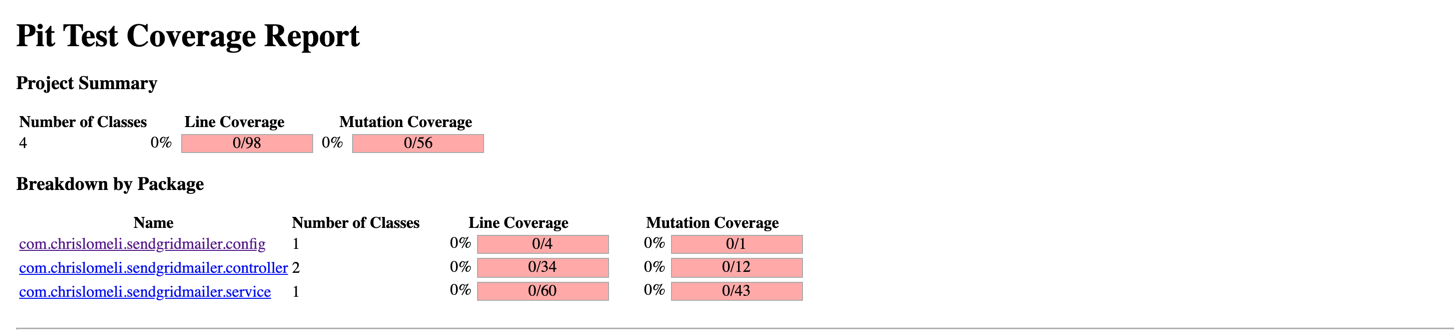 Pit Test Coverage Report
Project Summary
Number of Classes Line Coverage Mutation Coverage
4 0% 0/98 0% 0/56
Breakdown by Package
Name Number of Classes Line Coverage Mutation Coverage
com.chrislomeli.sendgridmailer.config 1 0% 0/4 0% 0/1
com.chrislomeli.sendgridmailer.controller 2 0% 0/34 0% 0/12
com.chrislomeli.sendgridmailer.service 1 0% 0/60 0% 0/43